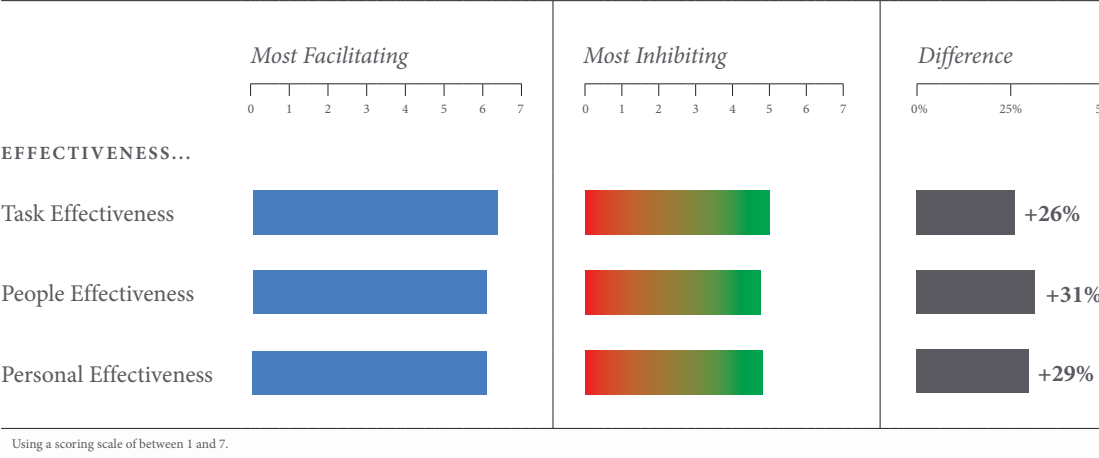 Most Facilitating Most Inhibiting Difference
0 1 2 3 4 5 6 7 0 1 2 3 4 5 6 7 0% 25% 5
EFFECTIVENESS...
Task Effectiveness +26%
People Effectiveness +31%
Personal Effectiveness +29%
Using a scoring scale of between 1 and 7.